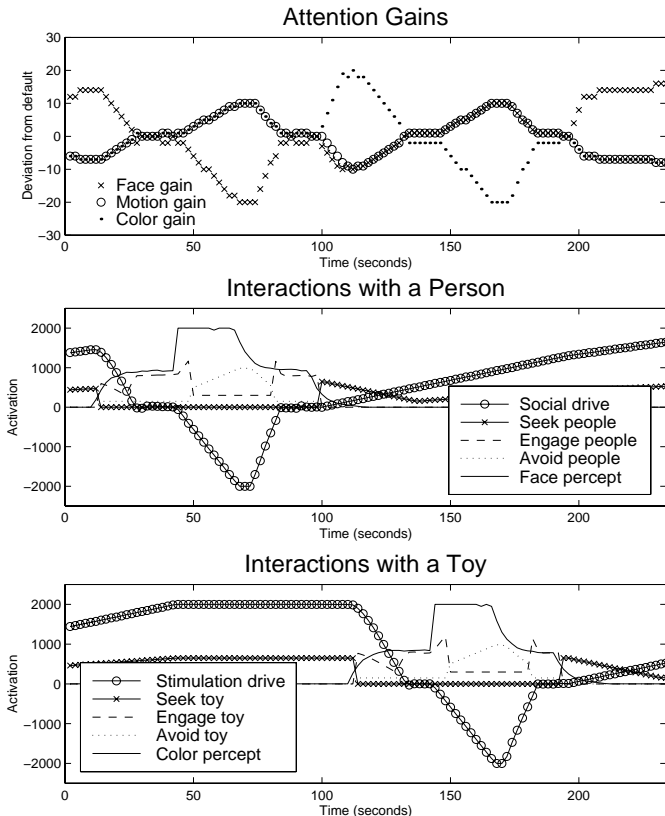 Attention Gains
30
20
10
0
−10
−20
−30
Deviation from default
Face gain
Motion gain
Color gain
0 50 100 150 200
Time (seconds)
Interactions with a Person
2000
1000
0
−1000
−2000
Activation
Social drive
Seek people
Engage people
Avoid people
Face percept
0 50 100 150 200
Time (seconds)
Interactions with a Toy
2000
1000
0
−1000
−2000
Activation
Stimulation drive
Seek toy
Engage toy
Avoid toy
Color percept
0 50 100 150 200
Time (seconds)